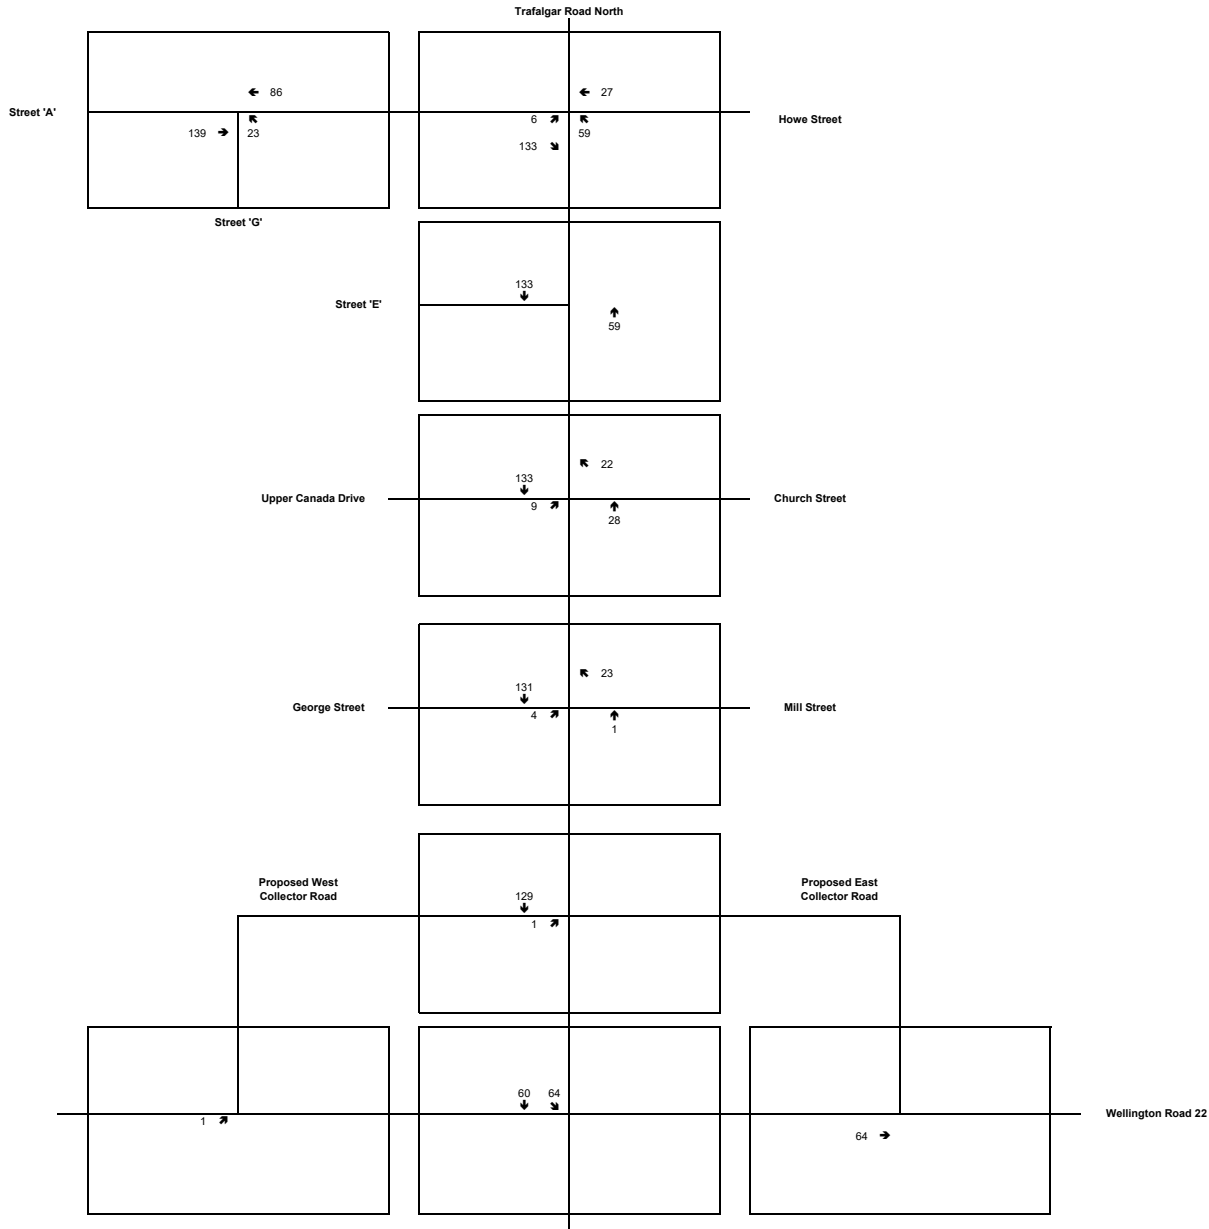 Trafalgar Road North
86
27
Street 'A'
6
Howe Street
139
23
59
133
Street 'G'
133
Street 'E'
59
22
133
Upper Canada Drive
9
Church Street
28
23
131
George Street
4
Mill Street
1
Proposed West
Collector Road
Proposed East
Collector Road
129
1
60
64
1
Wellington Road 22
64